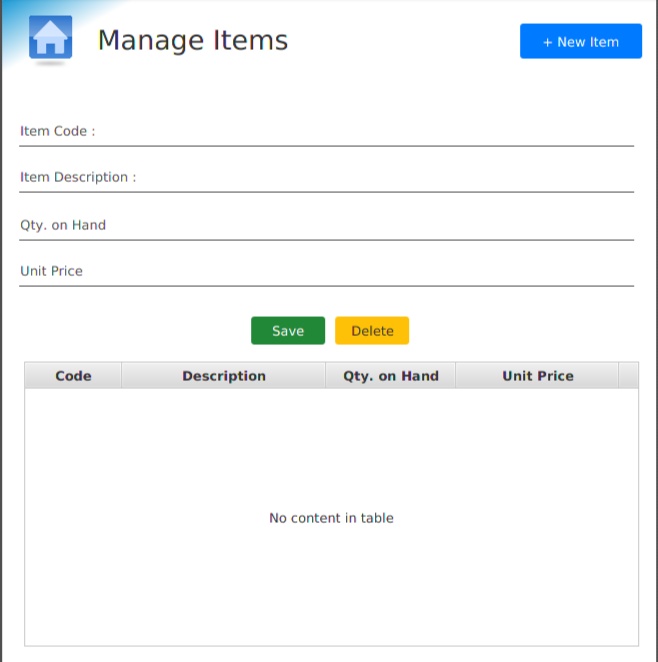 Manage Items
+ New Item
Item Code :
Item Description :
Qty. on Hand
Unit Price
Save Delete
Code Description Qty. on Hand Unit Price
No content in table